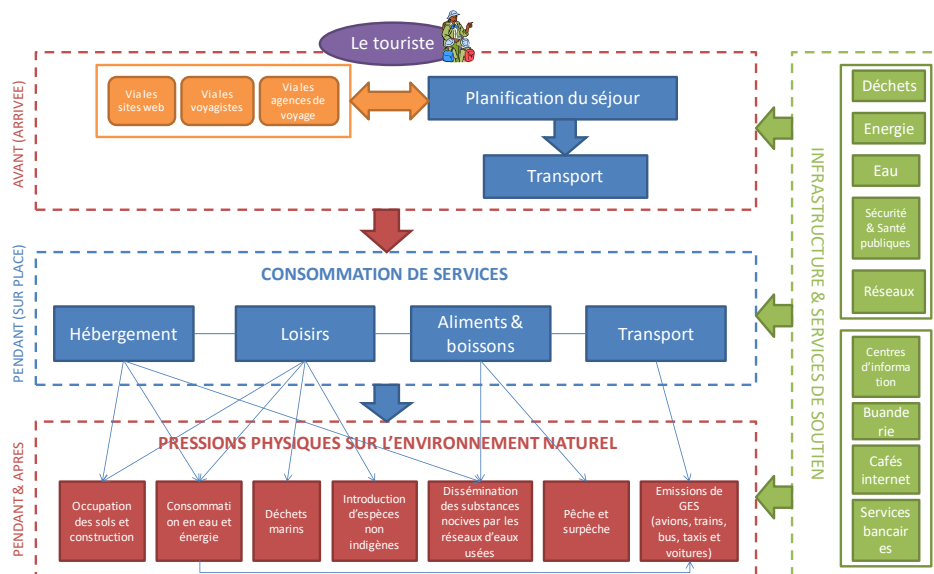 Le touriste
AVANT (ARRIVEE)
Via les
sites web
Via les
voyagistes
Via les
agences de
voyage
Planification du séjour
Transport
PENDANT (SUR PLACE)
CONSOMMATION DE SERVICES
Hébergement
Loisirs
Aliments &
boissons
Transport
PENDANT & APRES
PRESSIONS PHYSIQUES SUR L'ENVIRONNEMENT NATUREL
Occupation
des sols et
construction
Consommati
on en eau et
énergie
Déchets
marins
Introduction
d'espèces
non
indigènes
Dissémination
des substances
nocives par les
réseaux d'eaux
usées
Pêche et
surpêche
Emissions de
GES
(avions, trains,
bus, taxis et
voitures)
INFRASTRUCTURE & SERVICES DE SOUTIEN
Déchets
Energie
Eau
Sécurité
& Santé
publiques
Réseaux
Centres
d'informa
tion
Buande
rie
Cafés
internet
Services
bancair
es